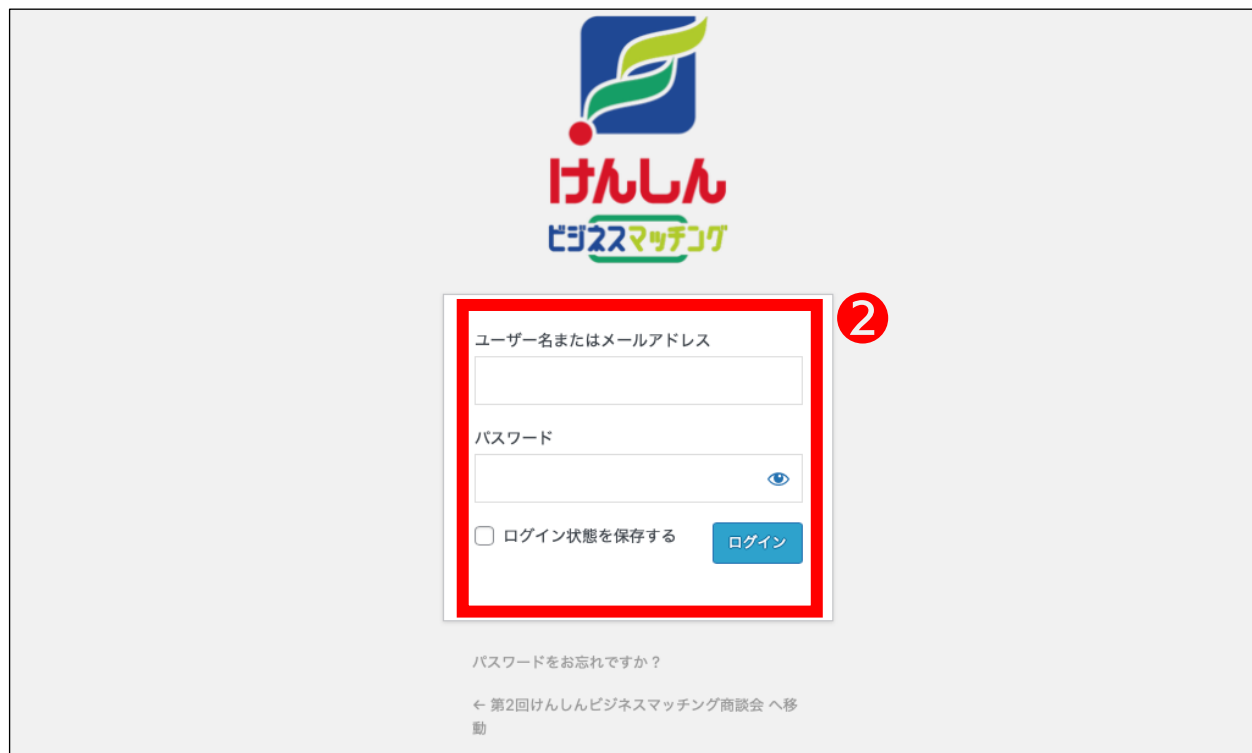 けんしん
ビジネスマッチング
2
ユーザー名またはメールアドレス
パスワード
ログイン状態を保存する
ログイン
パスワードをお忘れですか？
← 第2回けんしんビジネスマッチング商談会 へ移
動